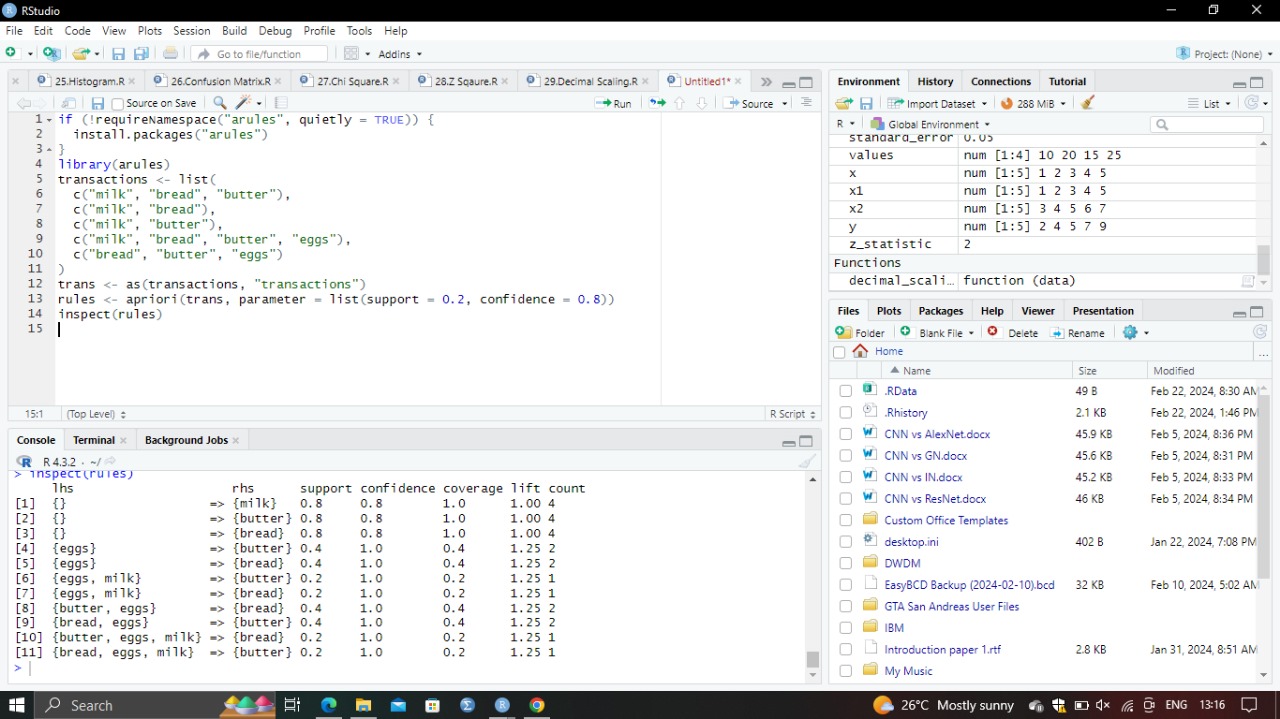 RStudio
File Edit Code View Plots Session Build Debug Profile Tools Help
Go to file/function Addins Project: (None)
25.Histogram.R 26.Confusion Matrix.R 27.Chi Square.R 28.Z Sqaure.R 29.Decimal Scaling.R Untitled1*
Source on Save Run Source
1 if (!requireNamespace("arules", quietly = TRUE)) {
2 install.packages("arules")
3 }
4 library(arules)
5 transactions <- list(
6 c("milk", "bread", "butter"),
7 c("milk", "bread"),
8 c("milk", "butter"),
9 c("milk", "bread", "butter", "eggs"),
10 c("bread", "butter", "eggs")
11 )
12 trans <- as(transactions, "transactions")
13 rules <- apriori(trans, parameter = list(support = 0.2, confidence = 0.8))
14 inspect(rules)
15
15:1 (Top Level) R Script
Console Terminal Background Jobs
R 4.3.2 · ~/
> inspect(rules)
lhs rhs support confidence coverage lift count
[1] {} => {milk} 0.8 0.8 1.0 1.00 4
[2] {} => {butter} 0.8 0.8 1.0 1.00 4
[3] {} => {bread} 0.8 0.8 1.0 1.00 4
[4] {eggs} => {butter} 0.4 1.0 0.4 1.25 2
[5] {eggs} => {bread} 0.4 1.0 0.4 1.25 2
[6] {eggs, milk} => {butter} 0.2 1.0 0.2 1.25 1
[7] {eggs, milk} => {bread} 0.2 1.0 0.2 1.25 1
[8] {butter, eggs} => {bread} 0.4 1.0 0.4 1.25 2
[9] {bread, eggs} => {butter} 0.4 1.0 0.4 1.25 2
[10] {butter, eggs, milk} => {bread} 0.2 1.0 0.2 1.25 1
[11] {bread, eggs, milk} => {butter} 0.2 1.0 0.2 1.25 1
>
Environment History Connections Tutorial
Import Dataset 288 MiB List
R Global Environment
standard_error 0.05
values num [1:4] 10 20 15 25
x num [1:5] 1 2 3 4 5
x1 num [1:5] 1 2 3 4 5
x2 num [1:5] 3 4 5 6 7
y num [1:5] 2 4 5 7 9
z_statistic 2
Functions
decimal_scali… function (data)
Files Plots Packages Help Viewer Presentation
Folder Blank File Delete Rename
Home ...
Name Size Modified
.RData 49 B Feb 22, 2024, 8:30 AM
.Rhistory 2.1 KB Feb 22, 2024, 1:46 PM
CNN vs AlexNet.docx 45.9 KB Feb 5, 2024, 8:36 PM
CNN vs GN.docx 45.6 KB Feb 5, 2024, 8:31 PM
CNN vs IN.docx 45.2 KB Feb 5, 2024, 8:33 PM
CNN vs ResNet.docx 46 KB Feb 5, 2024, 8:34 PM
Custom Office Templates
desktop.ini 402 B Jan 22, 2024, 7:08 PM
DWDM
EasyBCD Backup (2024-02-10).bcd 32 KB Feb 10, 2024, 5:02 AM
GTA San Andreas User Files
IBM
Introduction paper 1.rtf 2.8 KB Jan 31, 2024, 8:51 AM
My Music
Search 26°C Mostly sunny ENG 13:16